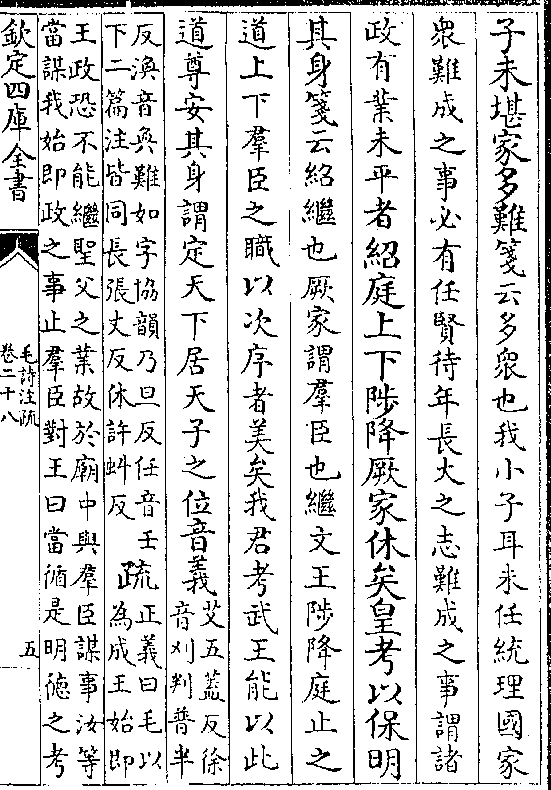 子未堪家多難箋云多衆也我小子耳未任統理國家
衆難成之事必有任賢待年長大之志難成之事謂諸
政有業未平者紹庭上下陟降厥家休矣皇考以保明
其身箋云紹繼也厥家謂羣臣也繼文王陟降庭止之
道上下羣臣之職以次序者美矣我君考武王能以此
道尊安其身謂定天下居天子之位音義艾五蓋反徐
音刈判普半
反渙音奐難如字協韻乃旦反任音壬
下二篇注皆同長張丈反休許虯反
疏正義曰毛以
為成王始即
王政恐不能繼聖父之業故於廟中與羣臣謀事汝等
當謀我始即政之事止羣臣對王曰當循是明徳之考
欽定四庫全書
毛詩注疏
卷二十八
五